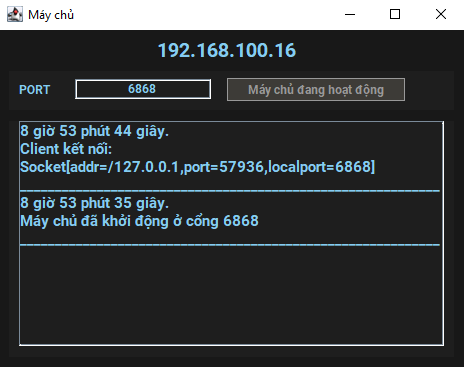 Máy chủ
192.168.100.16
PORT
6868
Máy chủ đang hoạt động
8 giờ 53 phút 44 giây.
Client kết nối:
Socket[addr=/127.0.0.1,port=57936,localport=6868]
8 giờ 53 phút 35 giây.
Máy chủ đã khởi động ở cổng 6868